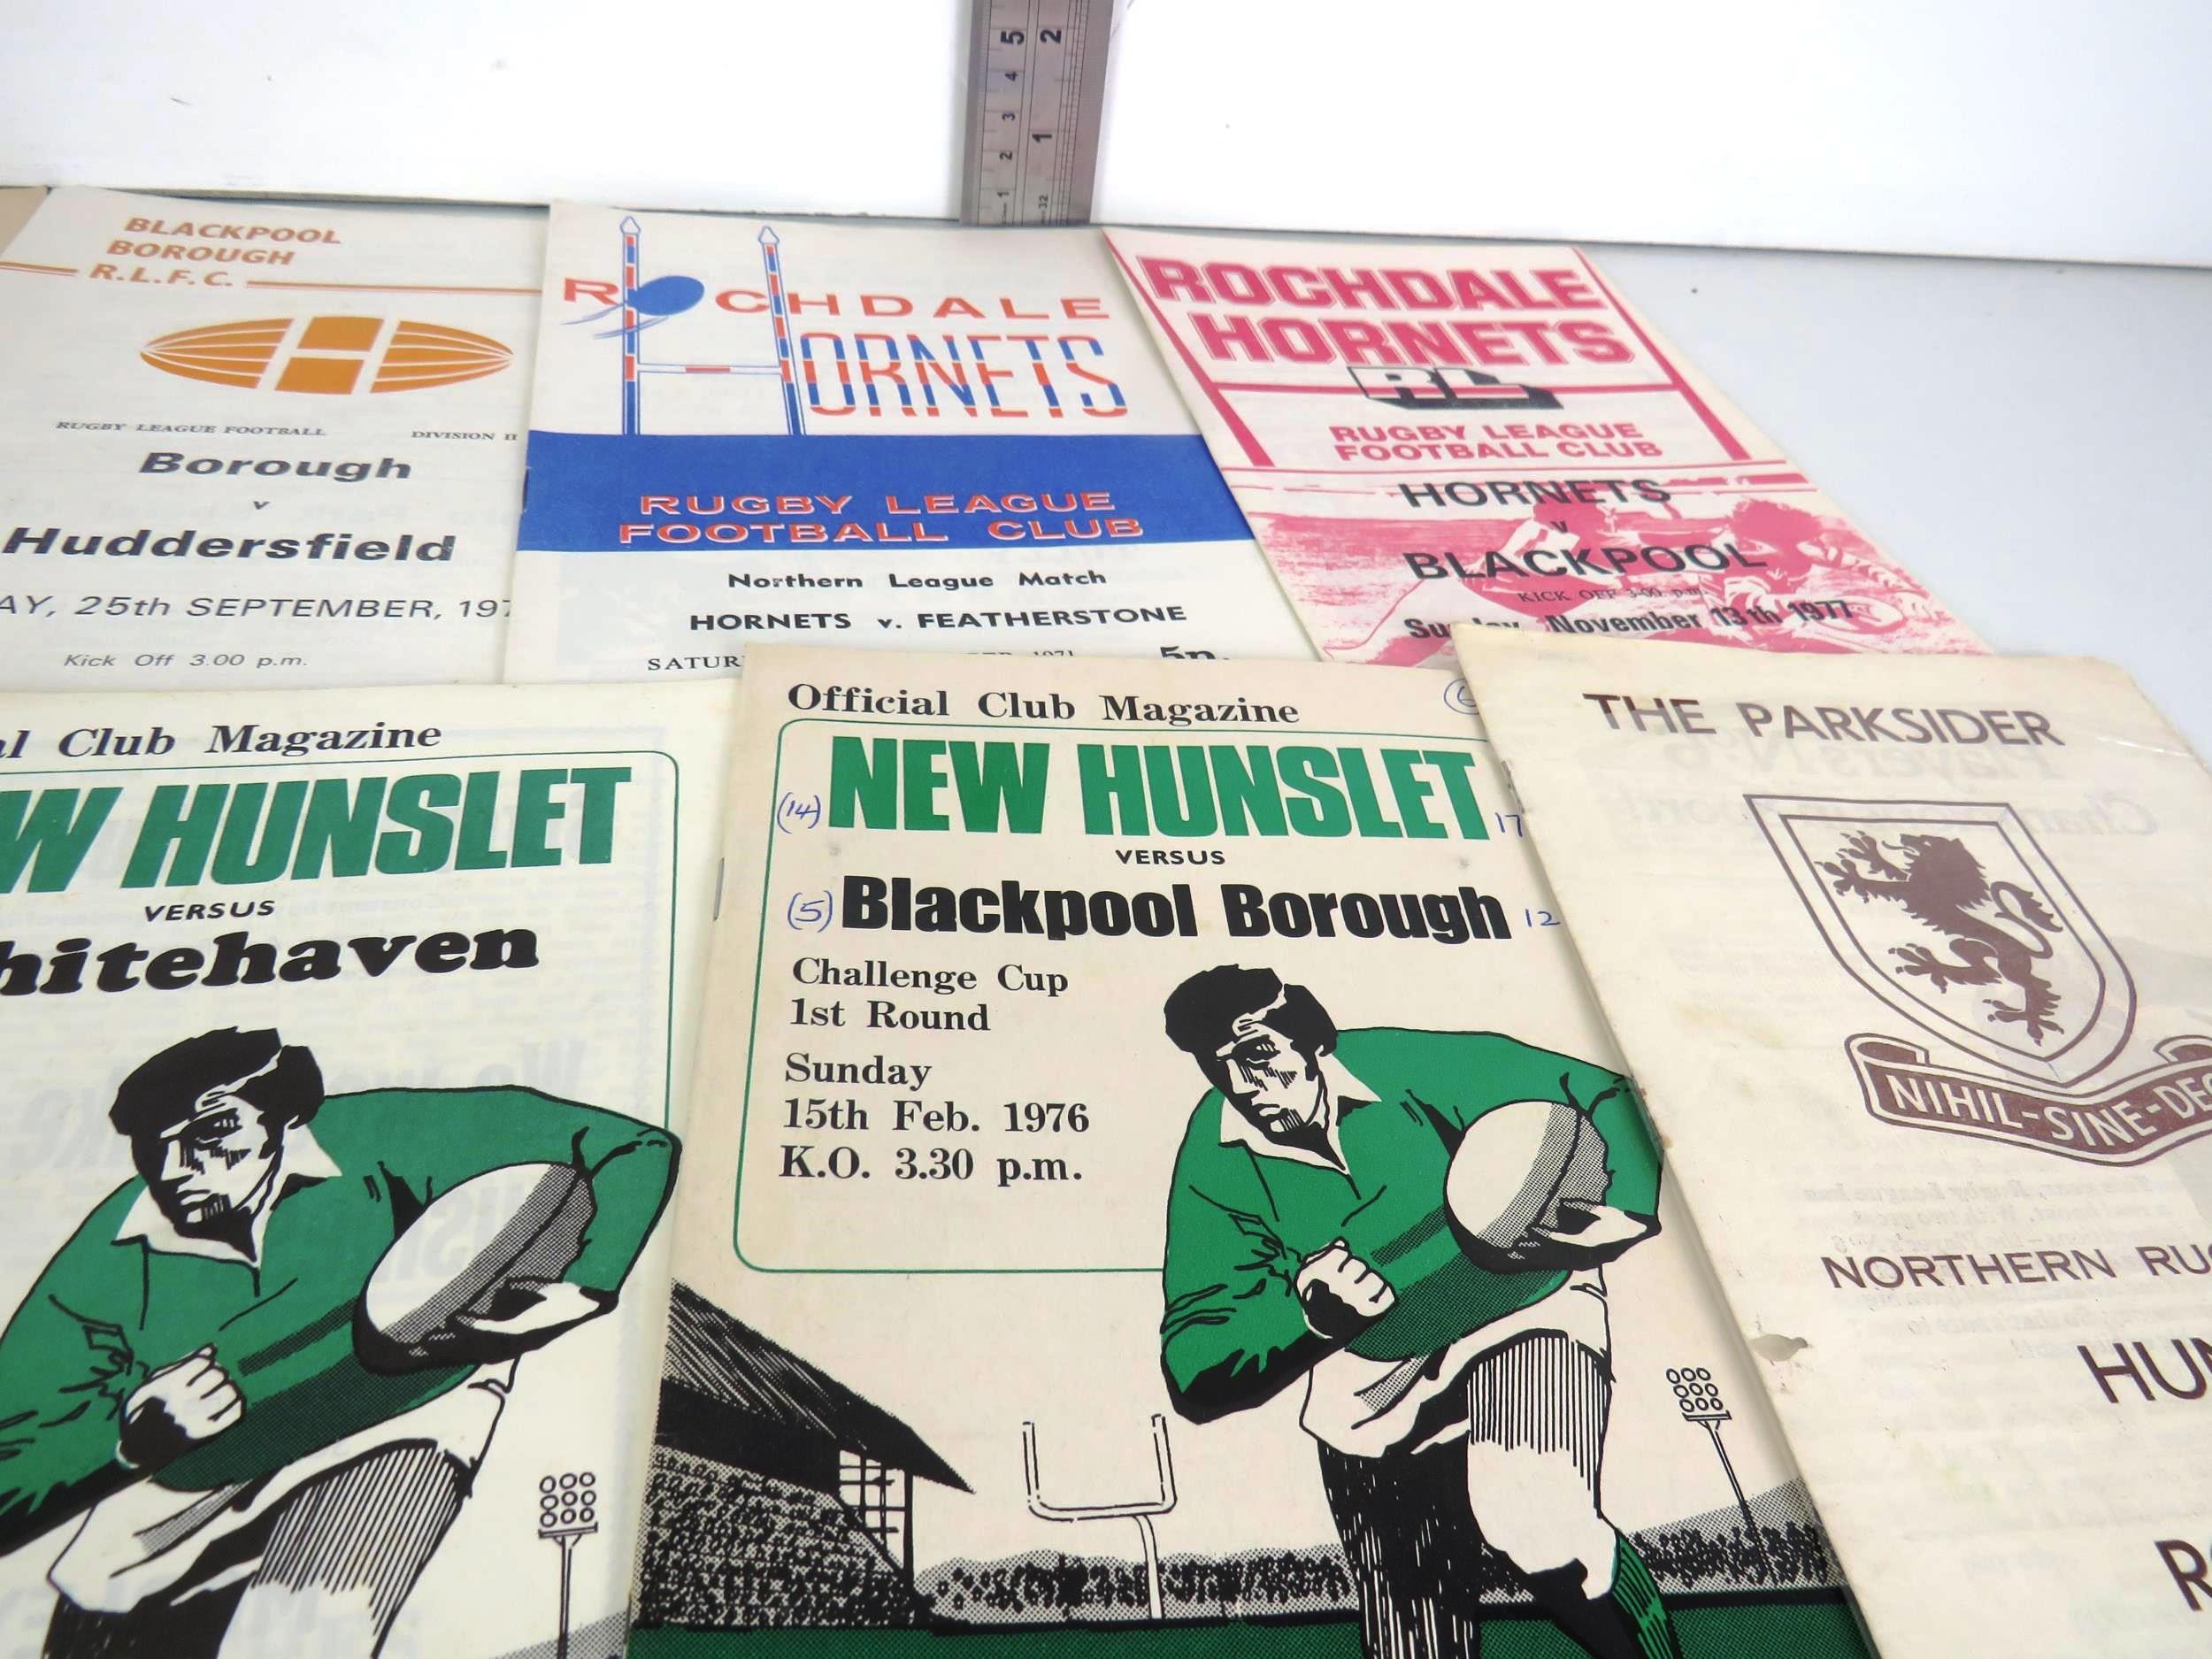 5 2
4
3
1
2
1
32
BLACKPOOL
BOROUGH
R.L.F.C.
RUGBY LEAGUE FOOTBALL DIVISION II
Borough
v
Huddersfield
AY, 25th SEPTEMBER, 197
Kick Off 3.00 p.m.
ROCHDALE
HORNETS
RUGBY LEAGUE
FOOTBALL CLUB
Northern League Match
HORNETS v. FEATHERSTONE
SATUR 1971 5p.
ROCHDALE
HORNETS
RL
RUGBY LEAGUE
FOOTBALL CLUB
HORNETS
v
BLACKPOOL
KICK OFF 3-00 p.m.
November 13th 1977
al Club Magazine
W HUNSLET
VERSUS
hitehaven
Official Club Magazine
(14) NEW HUNSLET 17
VERSUS
(5) Blackpool Borough 12
Challenge Cup
1st Round
Sunday
15th Feb. 1976
K.O. 3.30 p.m.
THE PARKSIDER
NIHIL-SINE-DE
NORTHERN RU
HUN
R